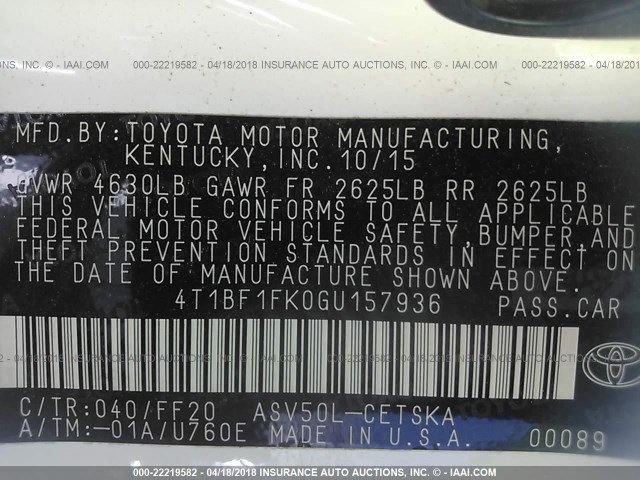 000-22219582 - 04/18/2018 - INSURANCE AUTO AUCTIONS, INC. - © IAAI.COM
MFD.BY:TOYOTA MOTOR MANUFACTURING,
KENTUCKY,INC.10/15
GVWR 4630LB GAWR FR 2625LB RR 2625LB
THIS VEHICLE CONFORMS TO ALL APPLICABLE
FEDERAL MOTOR VEHICLE SAFETY,BUMPER,AND
THEFT PREVENTION STANDARDS IN EFFECT ON
THE DATE OF MANUFACTURE SHOWN ABOVE.
4T1BF1FK0GU157936 PASS.CAR
000-22219582 - 04/18/2018 - INSURANCE AUTO AUCTIONS, INC. - © IAAI.COM
C/TR:040/FF20 ASV50L-CETSKA
A/TM:-01A/U760E MADE IN U.S.A. 00089
000-22219582 - 04/18/2018 - INSURANCE AUTO AUCTIONS, INC. - © IAAI.COM